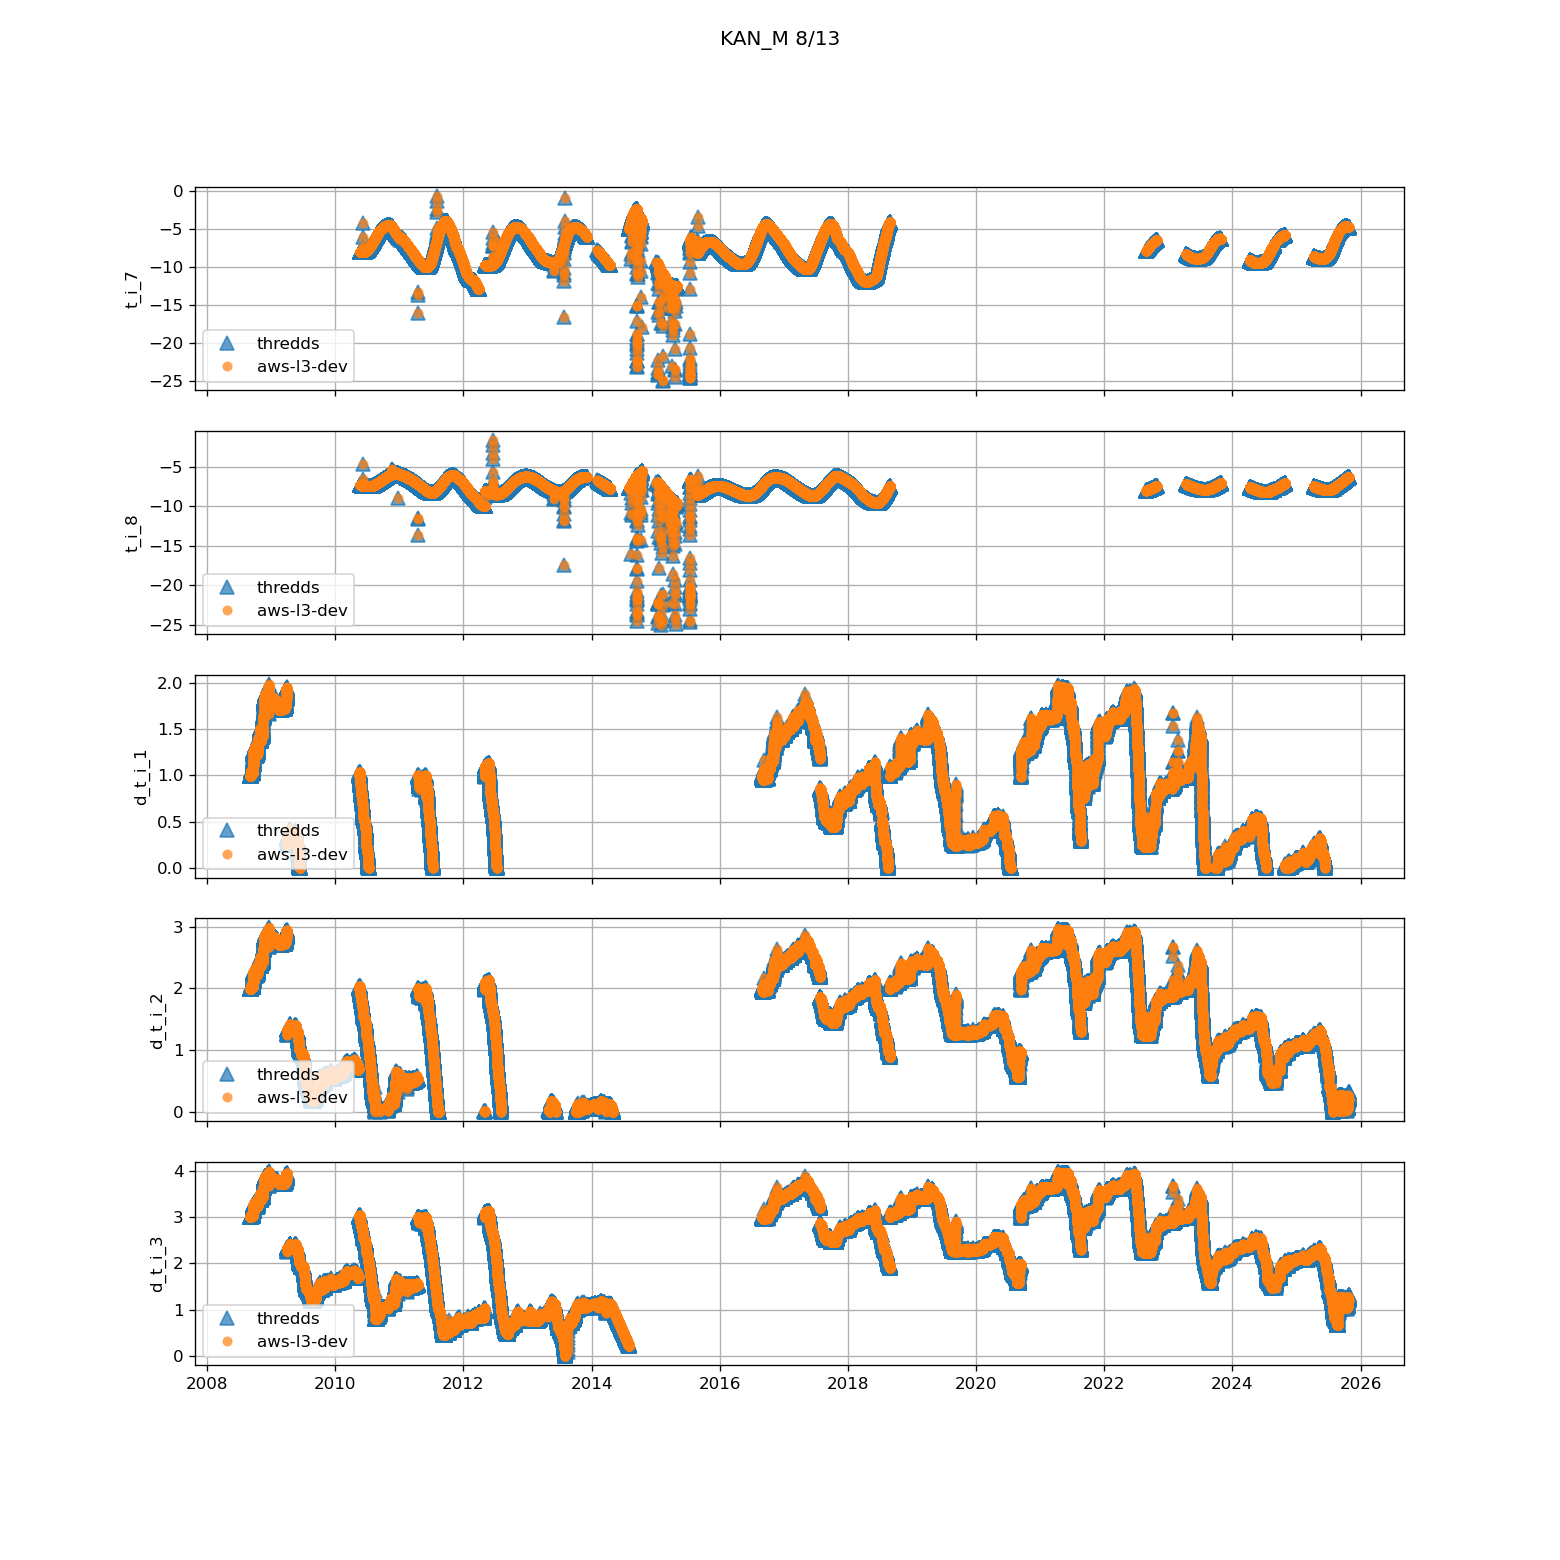 KAN_M 8/13
0
−5
−10
−15
−20
−25
t_i_7
thredds
aws-l3-dev
−5
−10
−15
−20
−25
t_i_8
thredds
aws-l3-dev
2.0
1.5
1.0
0.5
0.0
d_t_i_1
thredds
aws-l3-dev
3
2
1
0
d_t_i_2
thredds
aws-l3-dev
4
3
2
1
0
d_t_i_3
thredds
aws-l3-dev
2008 2010 2012 2014 2016 2018 2020 2022 2024 2026